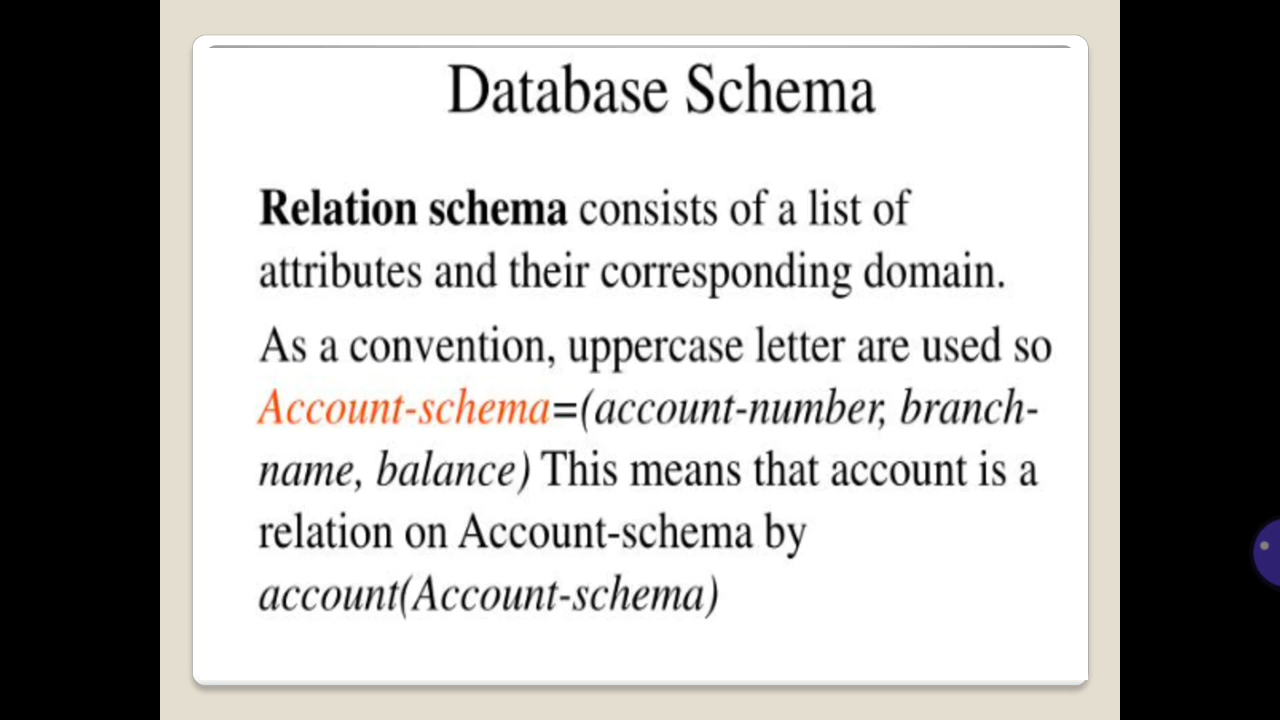 Database Schema
Relation schema consists of a list of
attributes and their corresponding domain.
As a convention, uppercase letter are used so
Account-schema=(account-number, branch-
name, balance) This means that account is a
relation on Account-schema by
account(Account-schema)